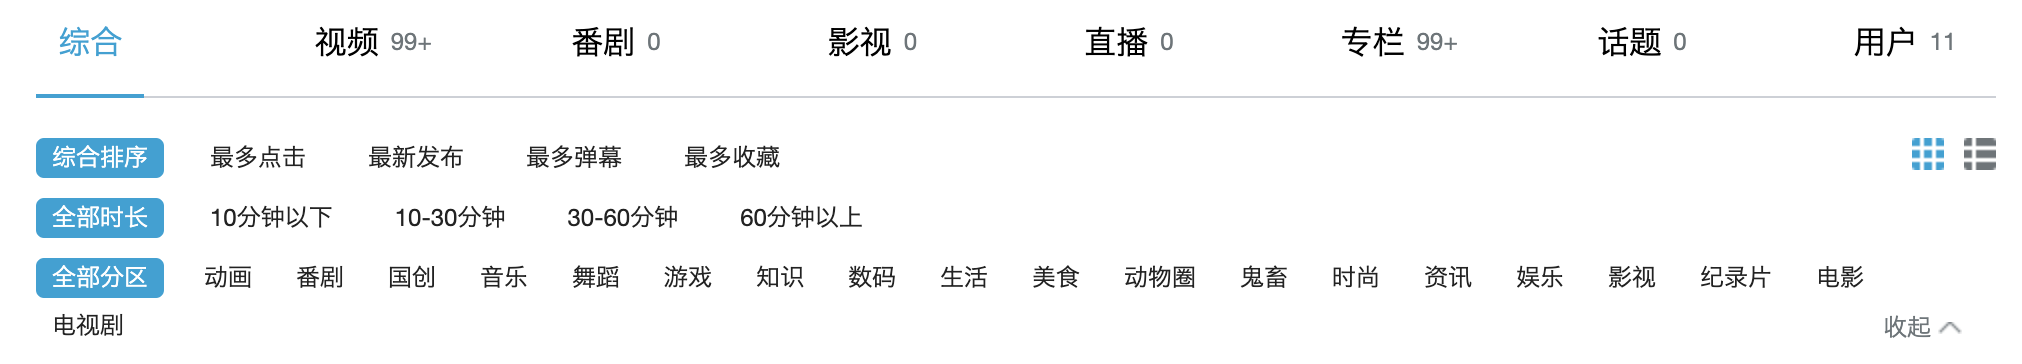 综合 视频 99+ 番剧 0 影视 0 直播 0 专栏 99+ 话题 0 用户 11
综合排序 最多点击 最新发布 最多弹幕 最多收藏
全部时长 10分钟以下 10-30分钟 30-60分钟 60分钟以上
全部分区 动画 番剧 国创 音乐 舞蹈 游戏 知识 数码 生活 美食 动物圈 鬼畜 时尚 资讯 娱乐 影视 纪录片 电影
电视剧 收起